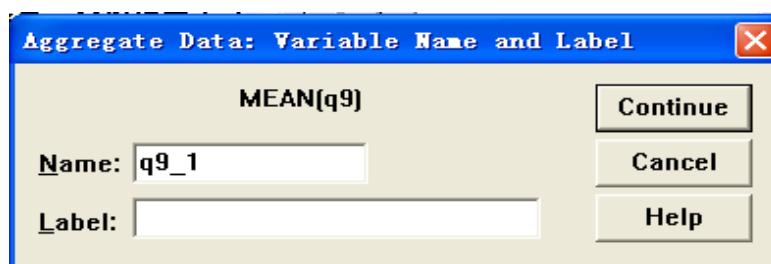 Aggregate Data: Variable Name and Label
MEAN(q9)
Continue
Name: q9_1
Cancel
Label:
Help